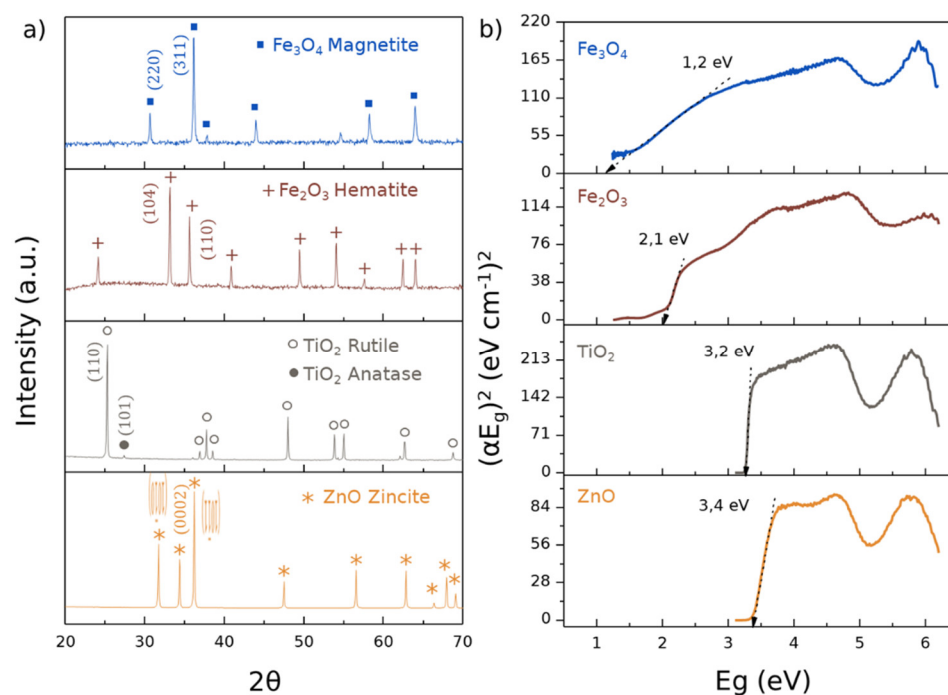 a)
Intensity (a.u.)
Fe₃O₄ Magnetite
(220)
(311)
+ Fe₂O₃ Hematite
(104)
(110)
TiO₂ Rutile
TiO₂ Anatase
(110)
(101)
ZnO Zincite
(0002)
20 30 40 50 60 70
2θ
b)
(αE_g)² (eV cm⁻¹)²
Fe₃O₄
1,2 eV
220
165
110
55
0
Fe₂O₃
2,1 eV
114
76
38
0
TiO₂
3,2 eV
213
142
71
0
ZnO
3,4 eV
84
56
28
0
1 2 3 4 5 6
Eg (eV)